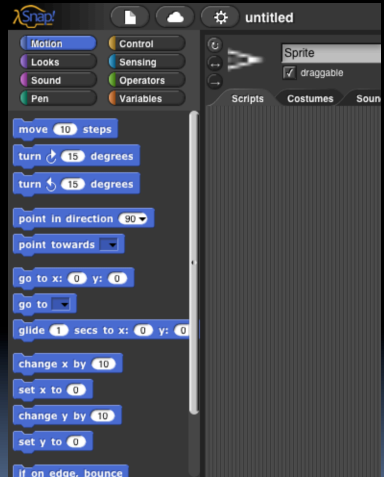 Snap!
untitled
Motion Control
Looks Sensing
Sound Operators
Pen Variables
Sprite
draggable
Scripts Costumes Soun
move 10 steps
turn 15 degrees
turn 15 degrees
point in direction 90
point towards
go to x: 0 y: 0
go to
glide 1 secs to x: 0 y: 0
change x by 10
set x to 0
change y by 10
set y to 0
if on edge, bounce